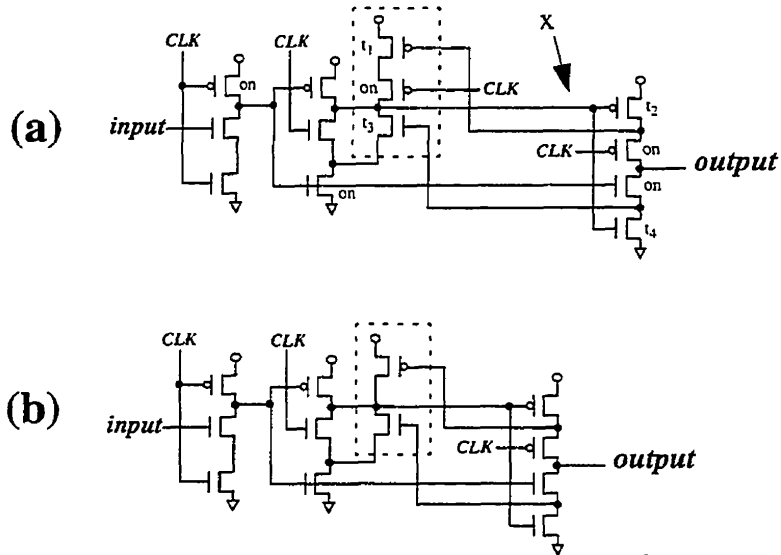 X
CLK
CLK
t1
on
on
CLK
t2
(a)
input
t3
CLK
on
output
on
on
t4
CLK
CLK
(b)
input
CLK
output